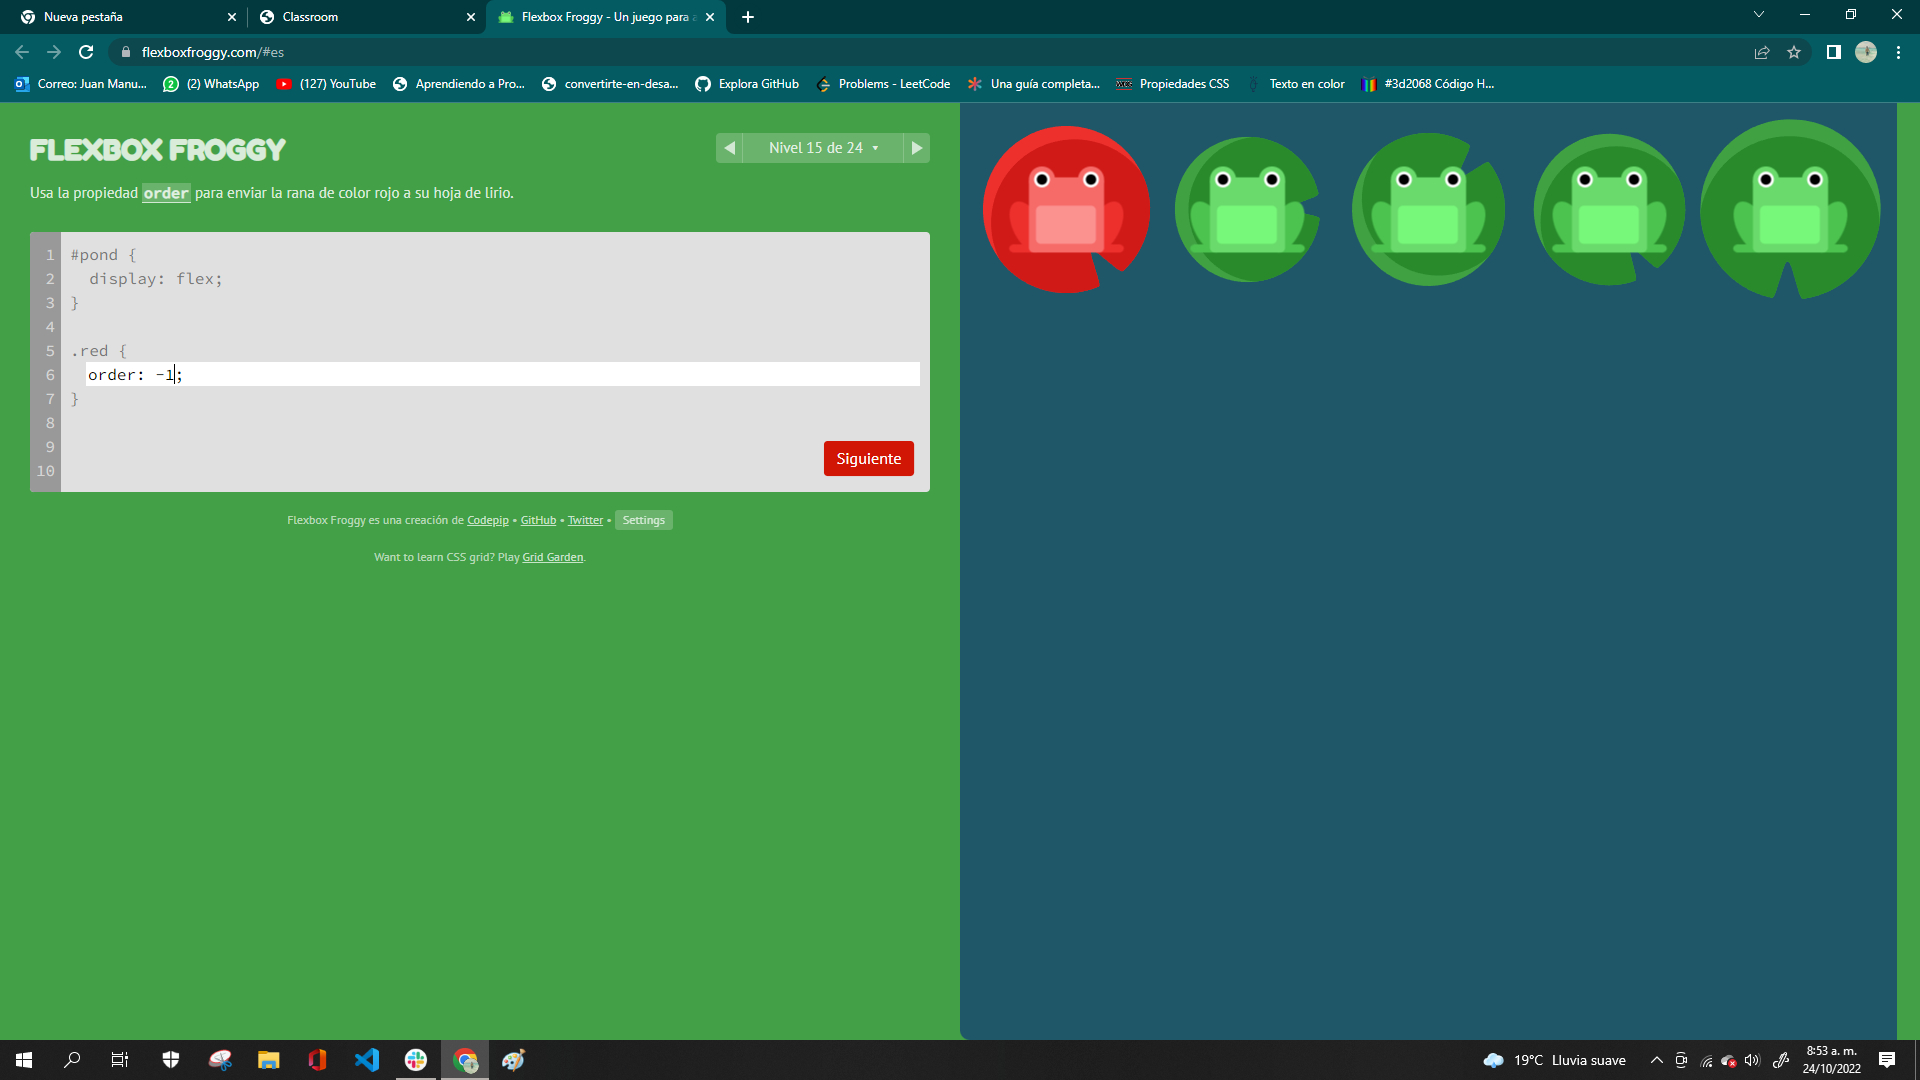 Nueva pestaña
Classroom
Flexbox Froggy - Un juego para a
flexboxfroggy.com/#es
Correo: Juan Manu...
(2) WhatsApp
(127) YouTube
Aprendiendo a Pro...
convertirte-en-desa...
Explora GitHub
Problems - LeetCode
Una guía completa...
Propiedades CSS
Texto en color
#3d2068 Código H...
FLEXBOX FROGGY
Nivel 15 de 24
Usa la propiedad order para enviar la rana de color rojo a su hoja de lirio.
1 #pond {
2 display: flex;
3 }
4
5 .red {
6 order: -1;
7 }
8
9
10
Siguiente
Flexbox Froggy es una creación de Codepip • GitHub • Twitter • Settings
Want to learn CSS grid? Play Grid Garden.
19°C Lluvia suave
8:53 a. m.
24/10/2022